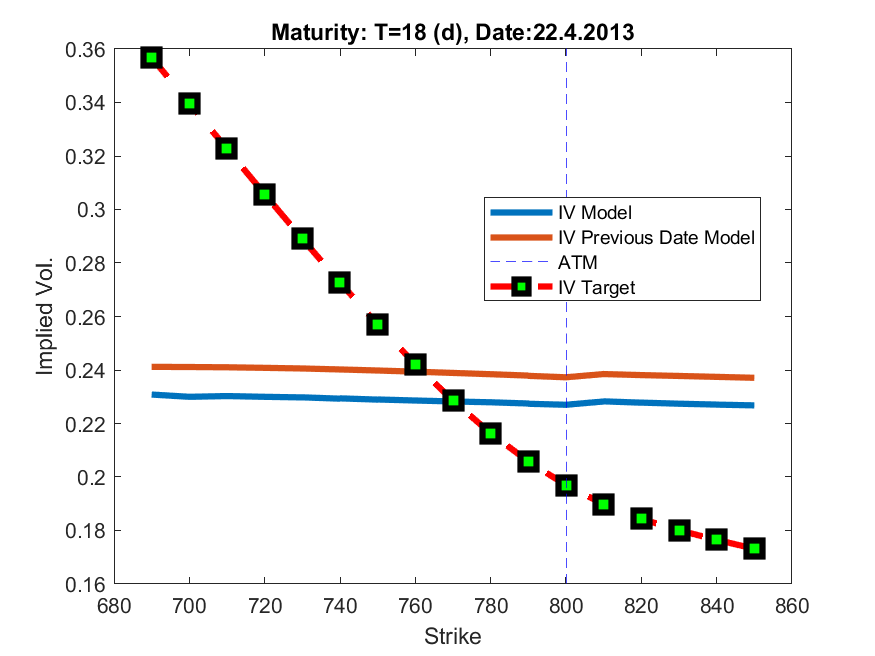 Maturity: T=18 (d), Date:22.4.2013
0.36
0.34
0.32
0.3
0.28
0.26
0.24
0.22
0.2
0.18
0.16
Implied Vol.
IV Model
IV Previous Date Model
ATM
IV Target
680 700 720 740 760 780 800 820 840 860
Strike